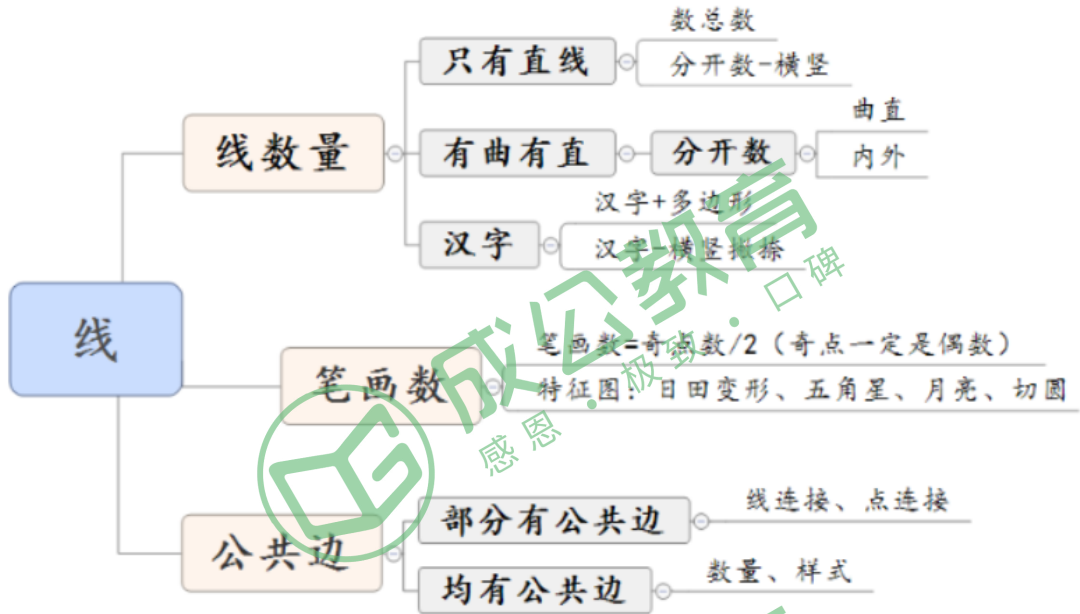 线
线数量
只有直线
数总数
分开数-横竖
有曲有直
分开数
曲直
内外
汉字
汉字+多边形
汉字-横竖撇捺
笔画数
笔画数=奇点数/2（奇点一定是偶数）
特征图：日田变形、五角星、月亮、切圆
公共边
部分有公共边
线连接、点连接
均有公共边
数量、样式
成公教育
感恩·极致·口碑